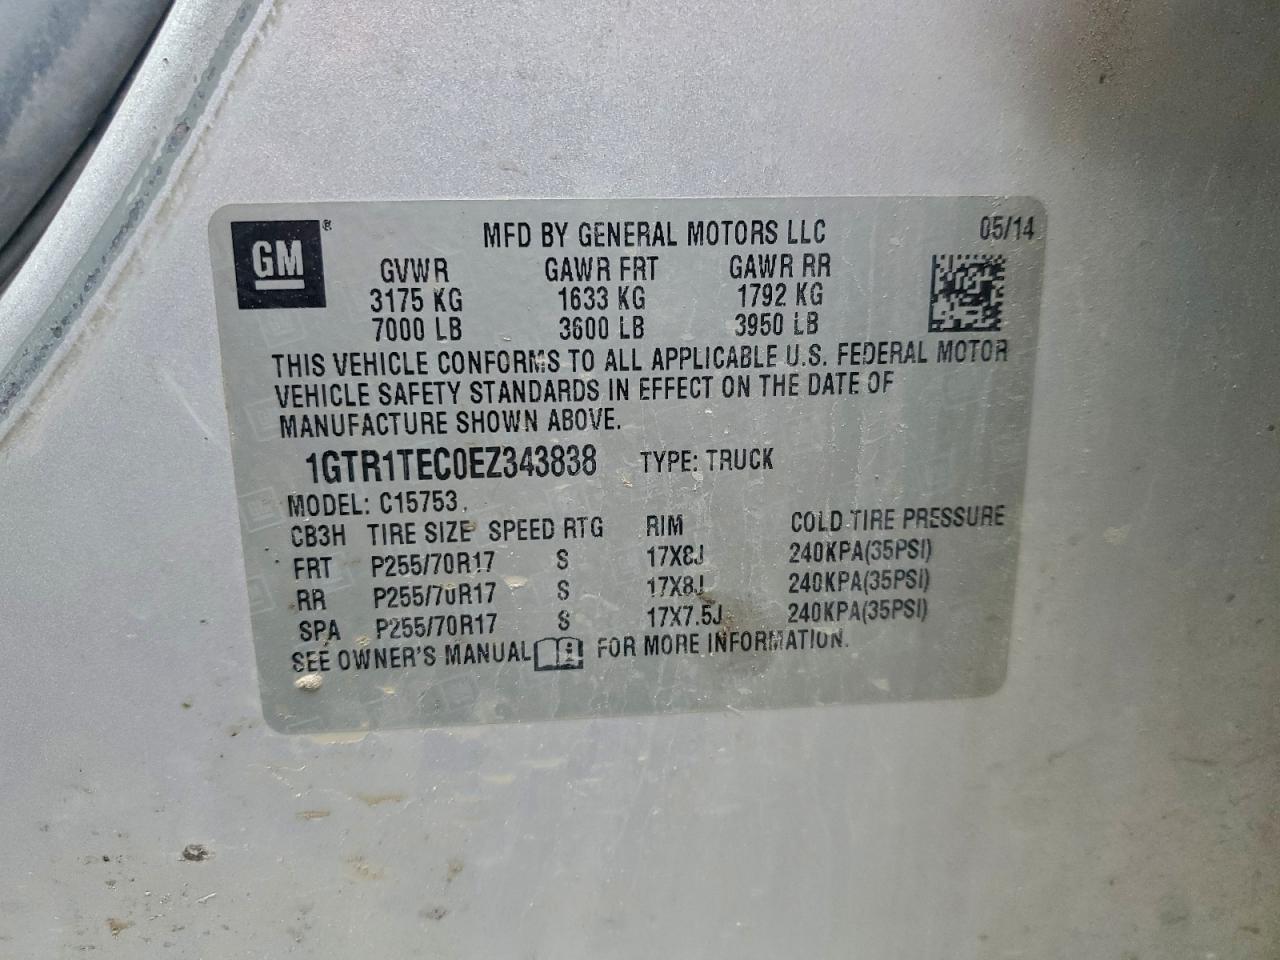 GM ®
MFD BY GENERAL MOTORS LLC 05/14
GVWR GAWR FRT GAWR RR
3175 KG 1633 KG 1792 KG
7000 LB 3600 LB 3950 LB
THIS VEHICLE CONFORMS TO ALL APPLICABLE U.S. FEDERAL MOTOR
VEHICLE SAFETY STANDARDS IN EFFECT ON THE DATE OF
MANUFACTURE SHOWN ABOVE.
1GTR1TEC0EZ343838 TYPE: TRUCK
MODEL: C15753
CB3H TIRE SIZE SPEED RTG RIM COLD TIRE PRESSURE
FRT P255/70R17 S 17X8J 240KPA(35PSI)
RR P255/70R17 S 17X8J 240KPA(35PSI)
SPA P255/70R17 S 17X7.5J 240KPA(35PSI)
SEE OWNER'S MANUAL FOR MORE INFORMATION.